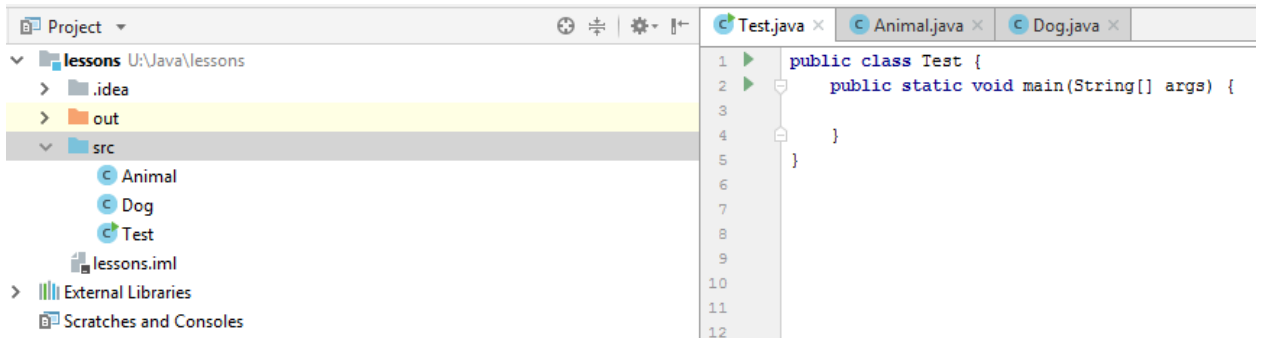 Project
lessons U:\Java\lessons
.idea
out
src
Animal
Dog
Test
lessons.iml
External Libraries
Scratches and Consoles
Test.java Animal.java Dog.java
1 public class Test {
2 public static void main(String[] args) {
3
4 }
5 }
6
7
8
9
10
11
12